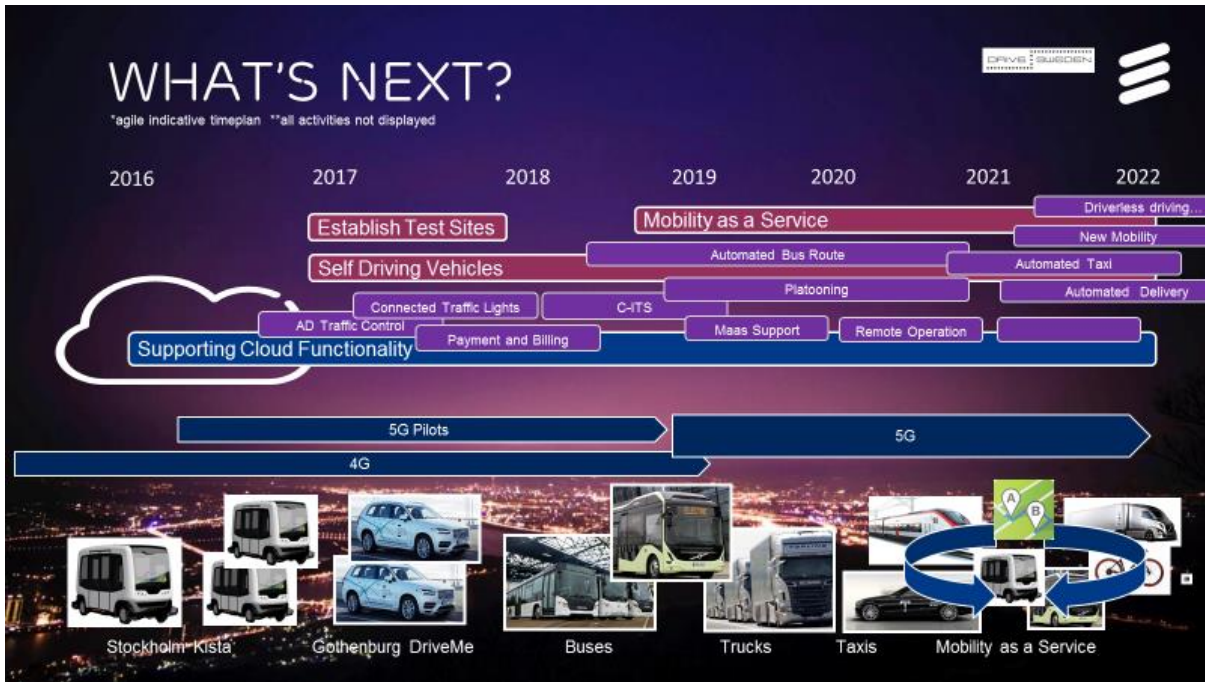 WHAT'S NEXT?
*agile indicative timeplan **all activities not displayed
DRIVE SWEDEN
2016 2017 2018 2019 2020 2021 2022
Driverless driving...
Establish Test Sites
Mobility as a Service
New Mobility
Automated Bus Route
Self Driving Vehicles
Automated Taxi
Platooning
Automated Delivery
Connected Traffic Lights
C-ITS
AD Traffic Control
Maas Support
Remote Operation
Payment and Billing
Supporting Cloud Functionality
5G Pilots
5G
4G
A
B
Stockholm Kista
Gothenburg DriveMe
Buses
Trucks
Taxis
Mobility as a Service